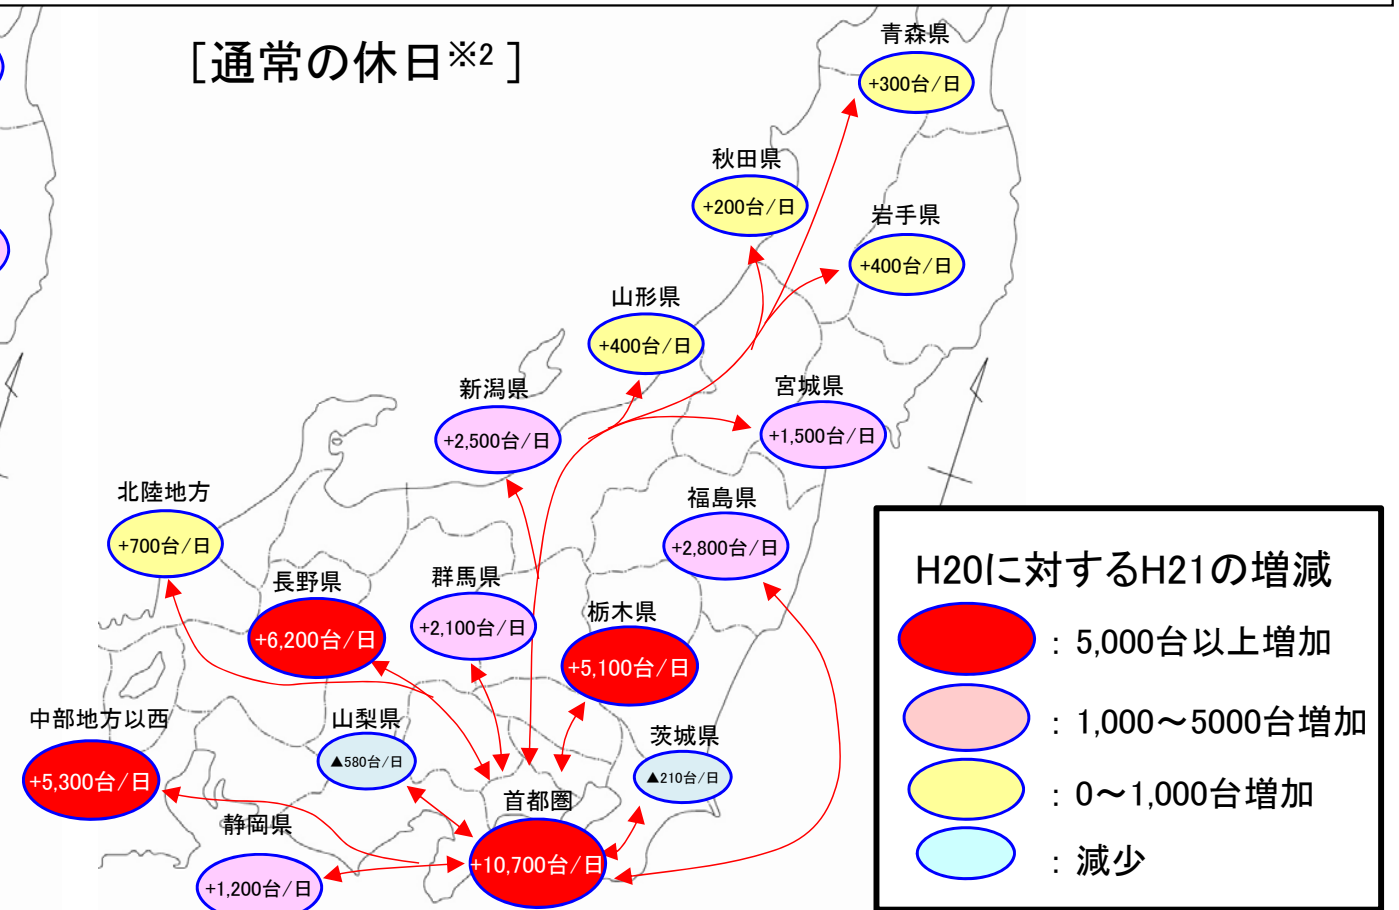 [通常の休日※2 ]
青森県
+300台/日
秋田県
+200台/日
岩手県
+400台/日
山形県
+400台/日
新潟県
+2,500台/日
宮城県
+1,500台/日
北陸地方
+700台/日
福島県
+2,800台/日
長野県
+6,200台/日
群馬県
+2,100台/日
栃木県
+5,100台/日
中部地方以西
+5,300台/日
山梨県
▲580台/日
茨城県
▲210台/日
首都圏
+10,700台/日
静岡県
+1,200台/日
H20に対するH21の増減
: 5,000台以上増加
: 1,000～5000台増加
: 0～1,000台増加
: 減少